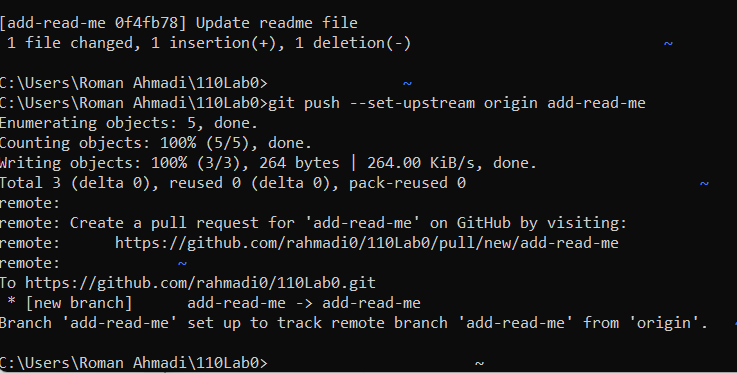 [add-read-me 0f4fb78] Update readme file
1 file changed, 1 insertion(+), 1 deletion(-) ~
C:\Users\Roman Ahmadi\110Lab0> ~
C:\Users\Roman Ahmadi\110Lab0>git push --set-upstream origin add-read-me
Enumerating objects: 5, done.
Counting objects: 100% (5/5), done.
Writing objects: 100% (3/3), 264 bytes | 264.00 KiB/s, done.
Total 3 (delta 0), reused 0 (delta 0), pack-reused 0 ~
remote:
remote: Create a pull request for 'add-read-me' on GitHub by visiting:
remote:      https://github.com/rahmadi0/110Lab0/pull/new/add-read-me
remote: ~
To https://github.com/rahmadi0/110Lab0.git
 * [new branch]      add-read-me -> add-read-me
Branch 'add-read-me' set up to track remote branch 'add-read-me' from 'origin'. ~
C:\Users\Roman Ahmadi\110Lab0> ~